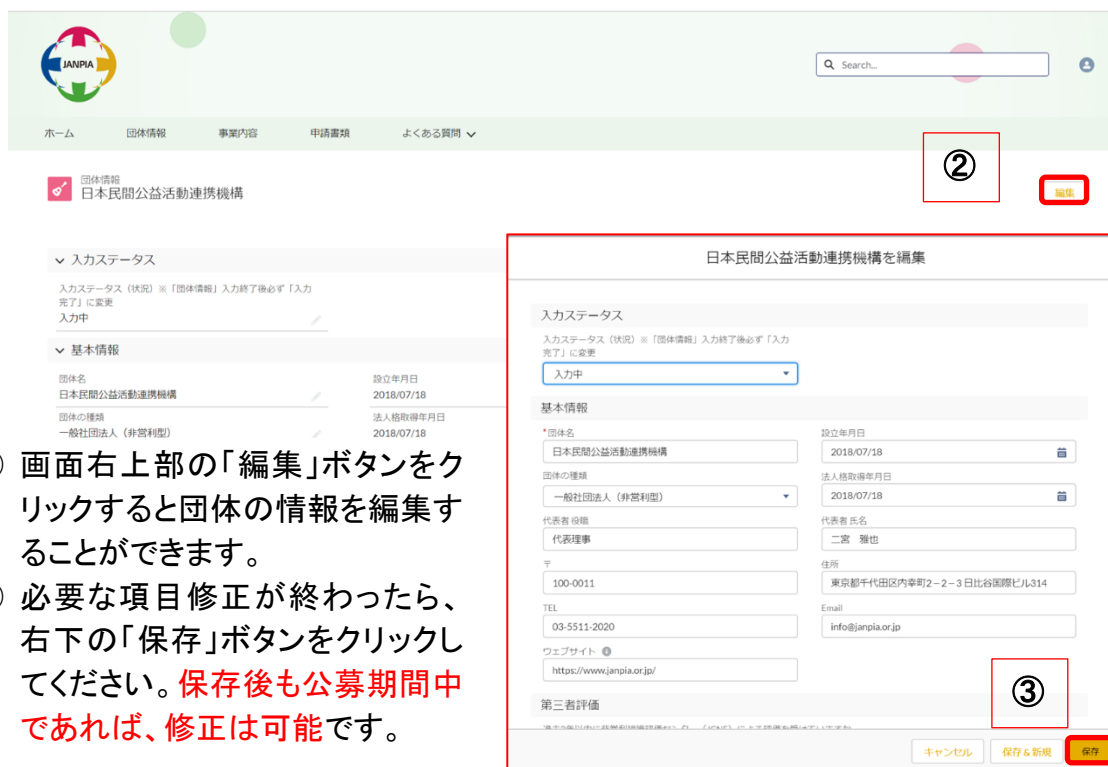 JANPIA
Search...
ホーム 団体情報 事業内容 申請書類 よくある質問
②
団体情報
日本民間公益活動連携機構
編集
入力ステータス
入力ステータス（状況）※「団体情報」入力終了後必ず「入力
完了」に変更
入力中
基本情報
団体名
日本民間公益活動連携機構
設立年月日
2018/07/18
団体の種類
一般社団法人（非営利型）
法人格取得年月日
2018/07/18
画面右上部の「編集」ボタンをク
リックすると団体の情報を編集す
ることができます。
必要な項目修正が終わったら、
右下の「保存」ボタンをクリックし
てください。保存後も公募期間中
であれば、修正は可能です。
日本民間公益活動連携機構を編集
入力ステータス
入力ステータス（状況）※「団体情報」入力終了後必ず「入力
完了」に変更
入力中
基本情報
*団体名
日本民間公益活動連携機構
設立年月日
2018/07/18
団体の種類
一般社団法人（非営利型）
法人格取得年月日
2018/07/18
代表者 役職
代表理事
代表者 氏名
二宮　雅也
〒
100-0011
住所
東京都千代田区内幸町2－2－3 日比谷国際ビル314
TEL
03-5511-2020
Email
info@janpia.or.jp
ウェブサイト
https://www.janpia.or.jp/
③
第三者評価
キャンセル 保存 & 新規 保存